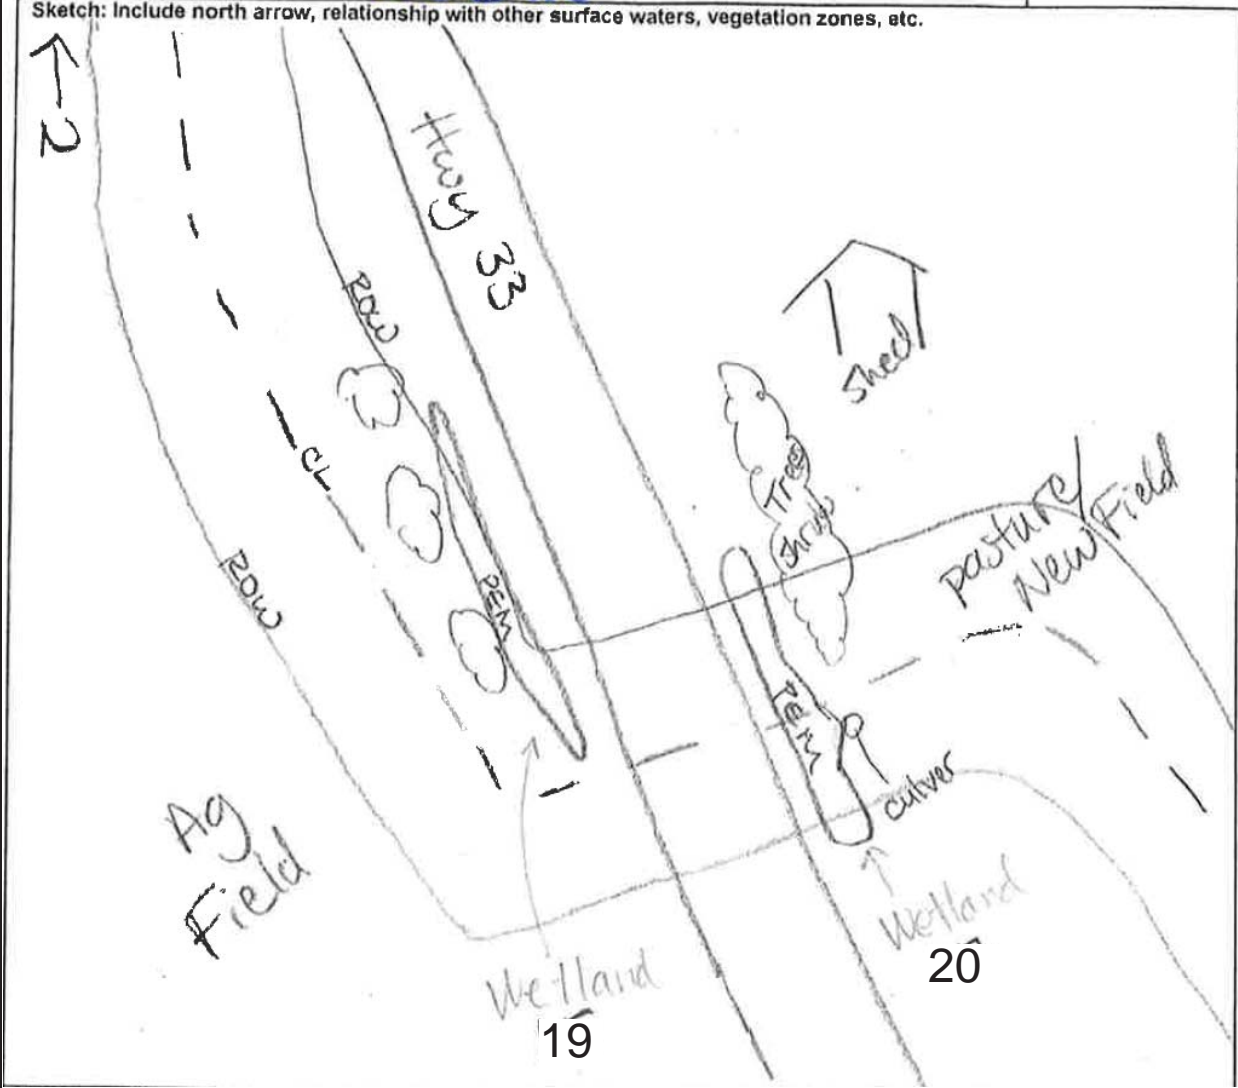 Sketch: Include north arrow, relationship with other surface waters, vegetation zones, etc.
N
Hwy 33
ROW
Shed
CL
Tree
Shrub
pasture/
New Field
ROW
PEM
PEM
culver
Ag
Field
Wetland
20
Wetland
19